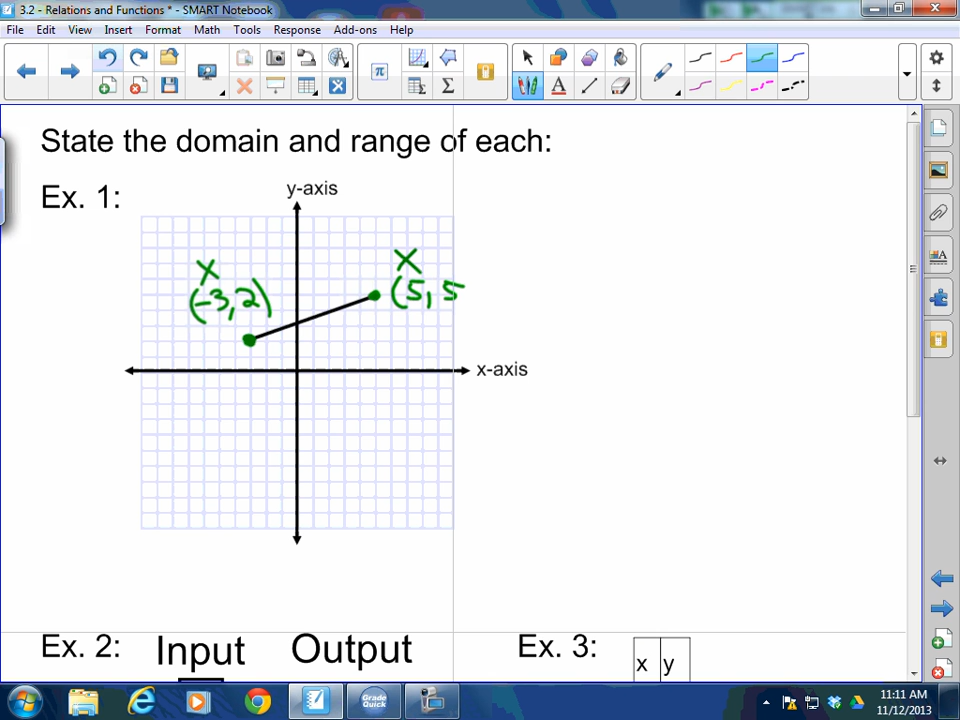 3.2 - Relations and Functions * - SMART Notebook
File Edit View Insert Format Math Tools Response Add-ons Help
π Σ A
State the domain and range of each:
Ex. 1:
y-axis
X X
(-3,2) (5, 5
x-axis
Ex. 2: Input Output Ex. 3:
x y
Grade Quick
11:11 AM
11/12/2013